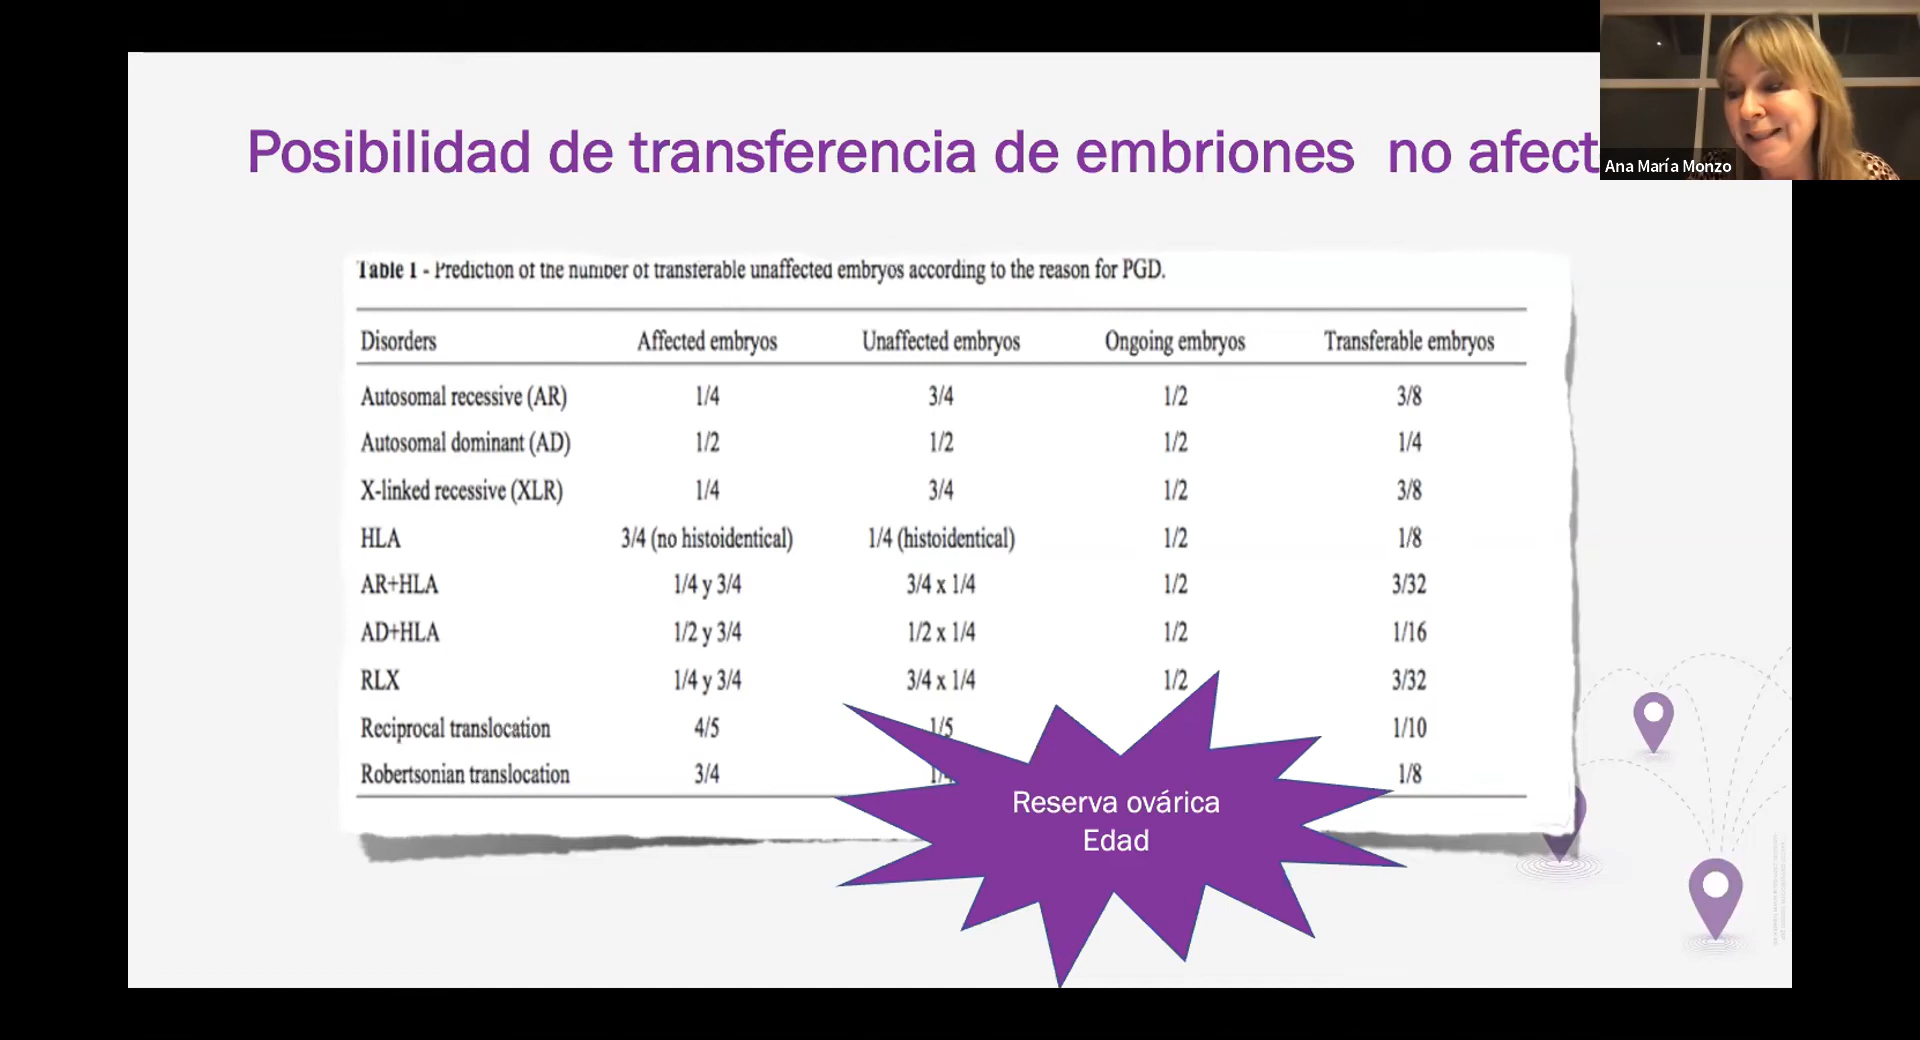 Posibilidad de transferencia de embriones no afect
Ana María Monzo
Table 1 - Prediction of the number of transferable unaffected embryos according to the reason for PGD.
Disorders Affected embryos Unaffected embryos Ongoing embryos Transferable embryos
Autosomal recessive (AR) 1/4 3/4 1/2 3/8
Autosomal dominant (AD) 1/2 1/2 1/2 1/4
X-linked recessive (XLR) 1/4 3/4 1/2 3/8
HLA 3/4 (no histoidentical) 1/4 (histoidentical) 1/2 1/8
AR+HLA 1/4 y 3/4 3/4 x 1/4 1/2 3/32
AD+HLA 1/2 y 3/4 1/2 x 1/4 1/2 1/16
RLX 1/4 y 3/4 3/4 x 1/4 1/2 3/32
Reciprocal translocation 4/5 1/5 1/10
Robertsonian translocation 3/4 1/8
Reserva ovárica
Edad